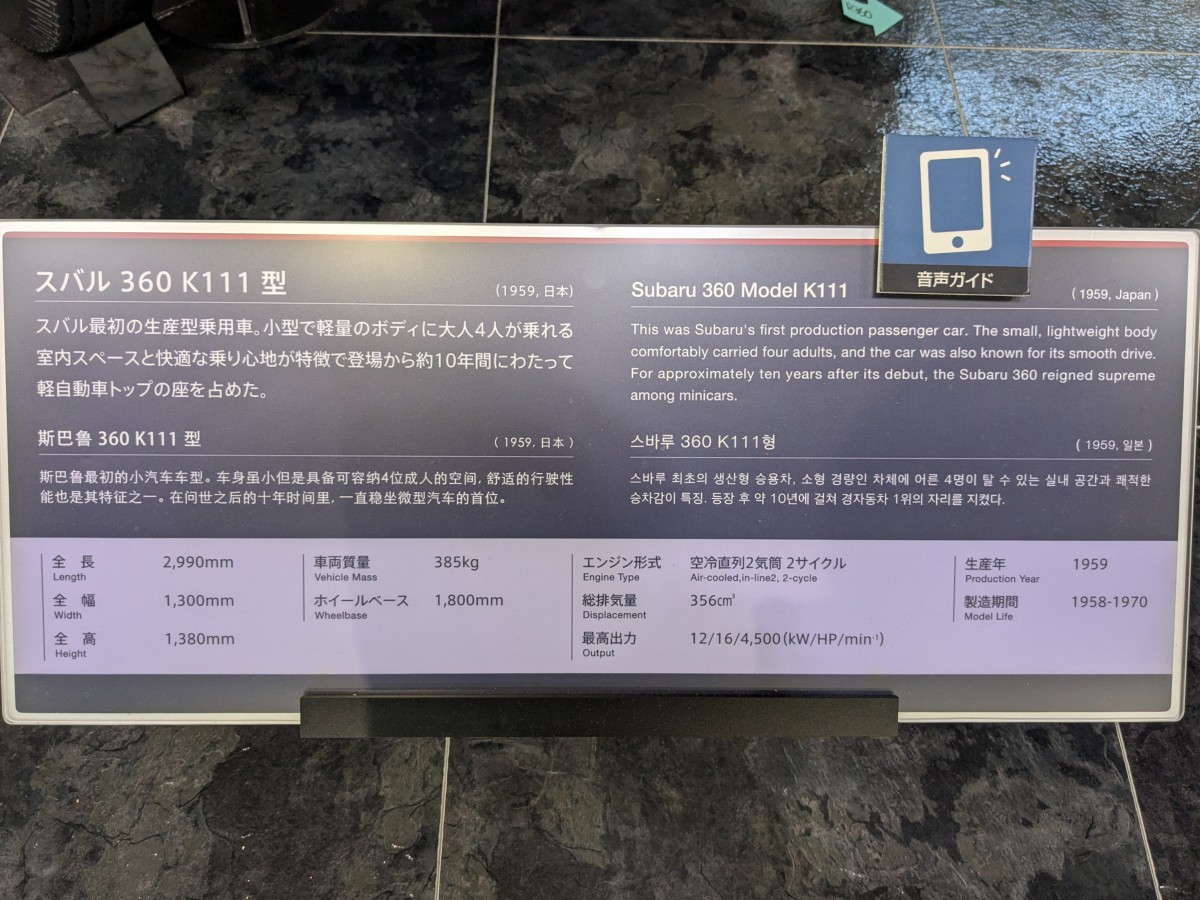 音声ガイド
スバル 360 K111 型
(1959, 日本)
スバル最初の生産型乗用車。小型で軽量のボディに大人4人が乗れる
室内スペースと快適な乗り心地が特徴で登場から約10年間にわたって
軽自動車トップの座を占めた。
Subaru 360 Model K111
(1959, Japan)
This was Subaru's first production passenger car. The small, lightweight body
comfortably carried four adults, and the car was also known for its smooth drive.
For approximately ten years after its debut, the Subaru 360 reigned supreme
among minicars.
斯巴鲁 360 K111 型
(1959, 日本)
斯巴鲁最初的小汽车车型。车身虽小但是具备可容纳4位成人的空间, 舒适的行驶性
能也是其特征之一。在问世之后的十年时间里, 一直稳坐微型汽车的首位。
스바루 360 K111형
(1959, 일본)
스바루 최초의 생산형 승용차, 소형 경량인 차체에 어른 4명이 탈 수 있는 실내 공간과 쾌적한
승차감이 특징. 등장 후 약 10년에 걸쳐 경자동차 1위의 자리를 지켰다.
全 長 2,990mm
Length
全 幅 1,300mm
Width
全 高 1,380mm
Height
車両質量 385kg
Vehicle Mass
ホイールベース 1,800mm
Wheelbase
エンジン形式 空冷直列2気筒 2サイクル
Engine Type Air-cooled,in-line2, 2-cycle
総排気量 356cm³
Displacement
最高出力 12/16/4,500(kW/HP/min⁻¹)
Output
生産年 1959
Production Year
製造期間 1958-1970
Model Life